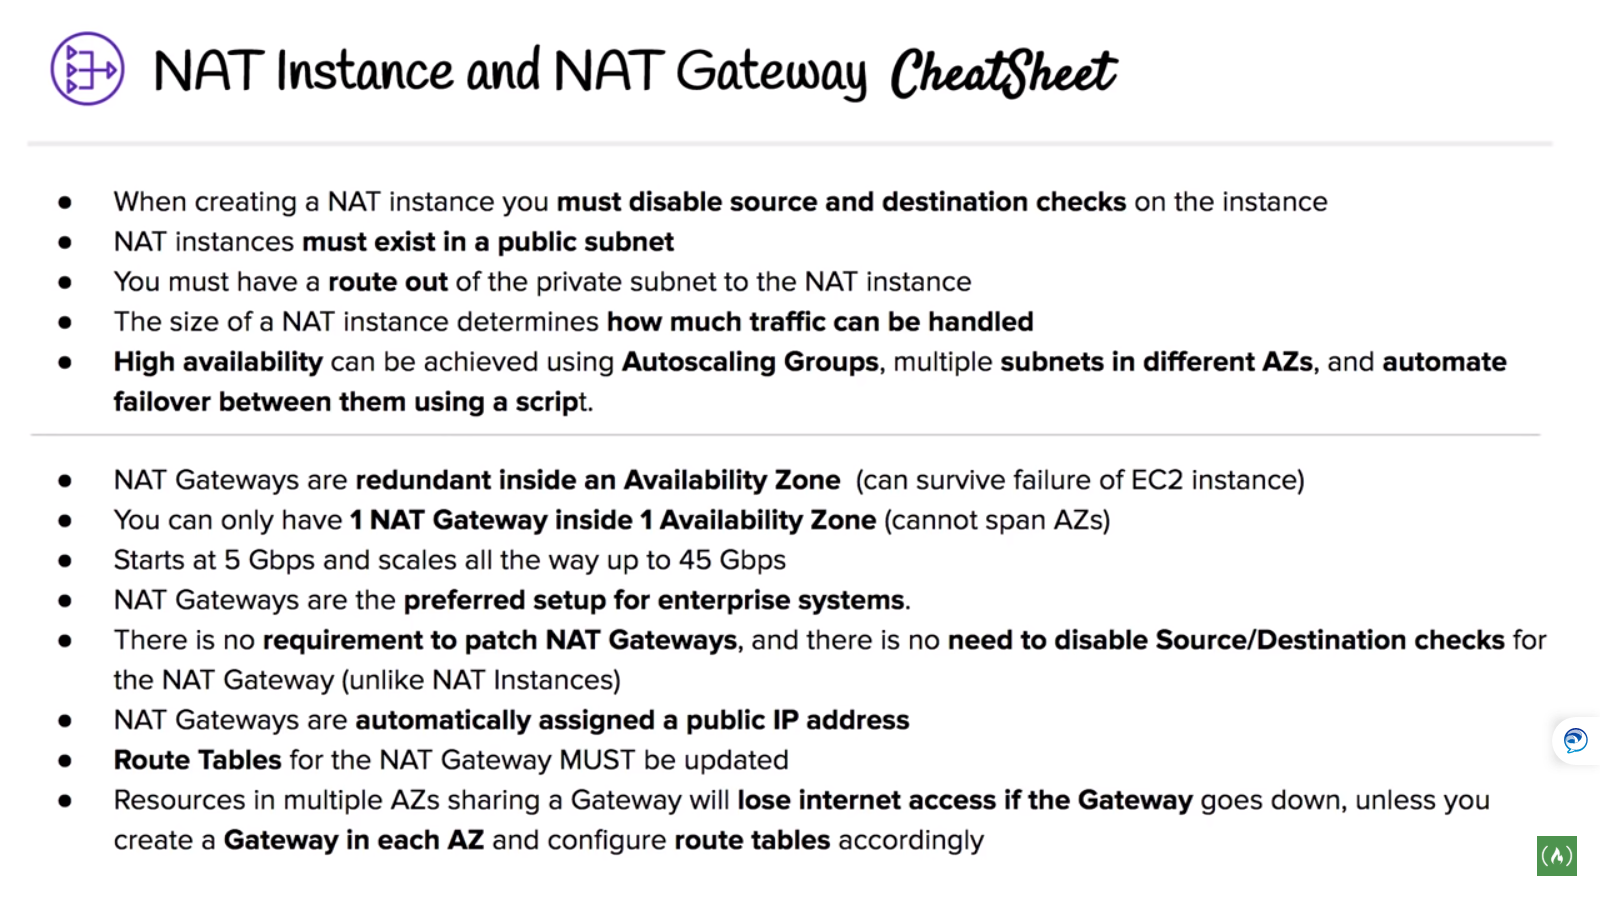 NAT Instance and NAT Gateway CheatSheet
● When creating a NAT instance you must disable source and destination checks on the instance
● NAT instances must exist in a public subnet
● You must have a route out of the private subnet to the NAT instance
● The size of a NAT instance determines how much traffic can be handled
● High availability can be achieved using Autoscaling Groups, multiple subnets in different AZs, and automate
failover between them using a script.
● NAT Gateways are redundant inside an Availability Zone (can survive failure of EC2 instance)
● You can only have 1 NAT Gateway inside 1 Availability Zone (cannot span AZs)
● Starts at 5 Gbps and scales all the way up to 45 Gbps
● NAT Gateways are the preferred setup for enterprise systems.
● There is no requirement to patch NAT Gateways, and there is no need to disable Source/Destination checks for
the NAT Gateway (unlike NAT Instances)
● NAT Gateways are automatically assigned a public IP address
● Route Tables for the NAT Gateway MUST be updated
● Resources in multiple AZs sharing a Gateway will lose internet access if the Gateway goes down, unless you
create a Gateway in each AZ and configure route tables accordingly